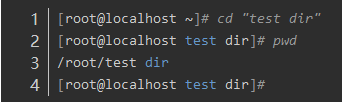 1 [root@localhost ~]# cd "test dir"
2 [root@localhost test dir]# pwd
3 /root/test dir
4 [root@localhost test dir]#